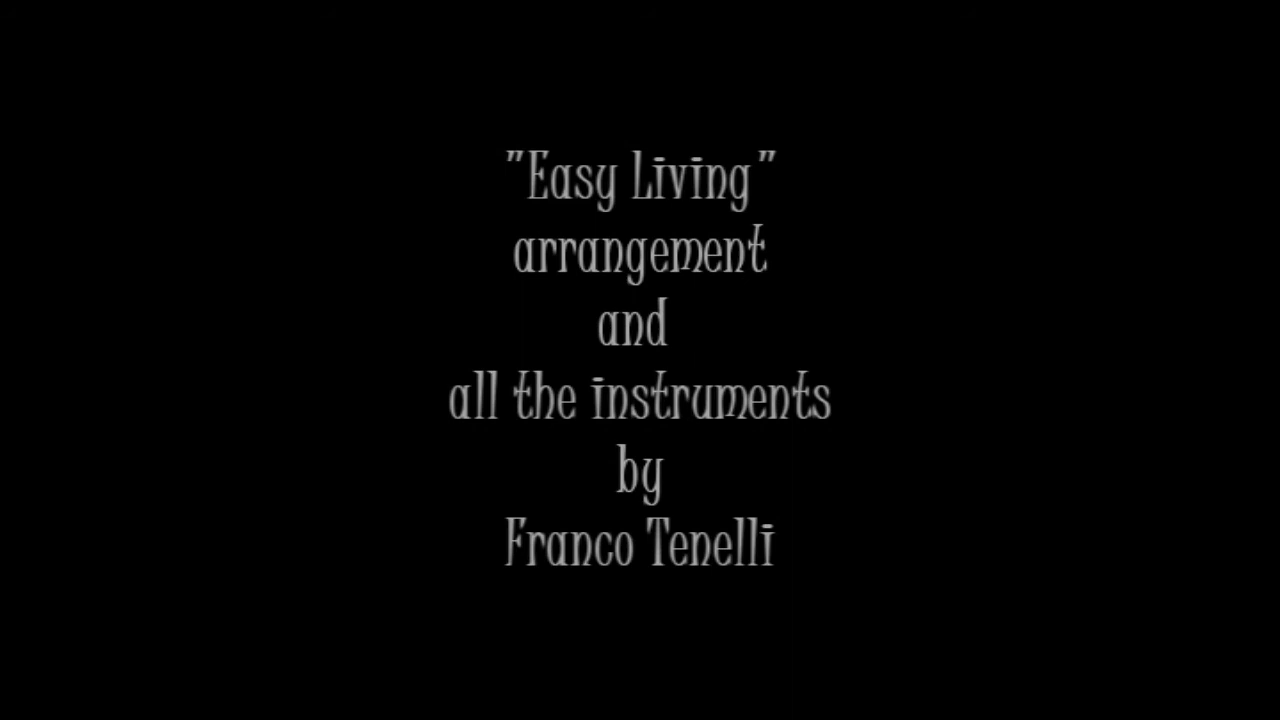 "Easy Living"
arrangement
and
all the instruments
by
Franco Tenelli